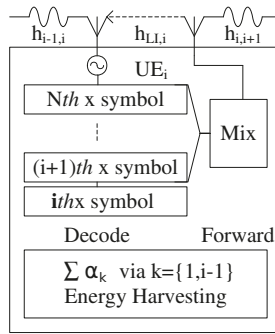 h_{i-1,i} h_{LI,i} h_{i,i+1}
UE_i
Nth x symbol
Mix
(i+1)th x symbol
ithx symbol
Decode Forward
∑ α_k via k={1,i-1}
Energy Harvesting